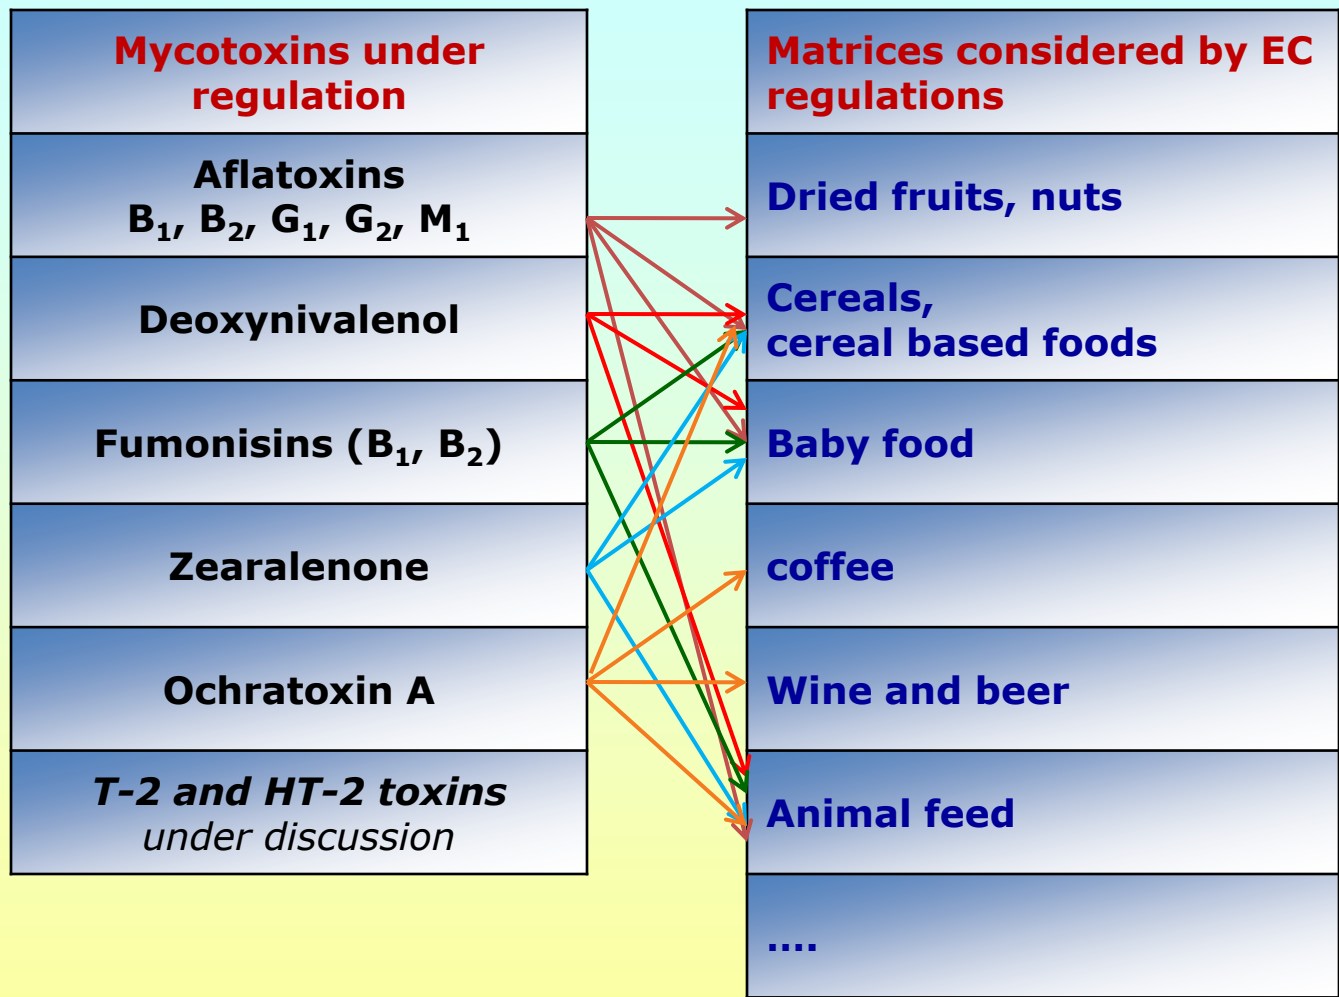 Mycotoxins under
regulation
Aflatoxins
B₁, B₂, G₁, G₂, M₁
Deoxynivalenol
Fumonisins (B₁, B₂)
Zearalenone
Ochratoxin A
T-2 and HT-2 toxins
under discussion
Matrices considered by EC
regulations
Dried fruits, nuts
Cereals,
cereal based foods
Baby food
coffee
Wine and beer
Animal feed
....